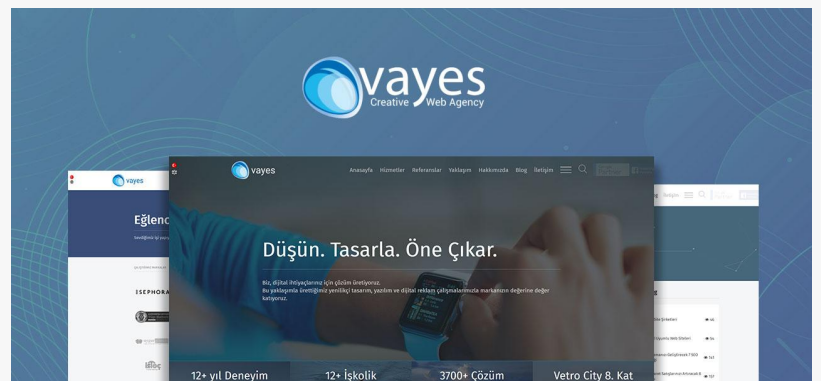 vayes
Creative Web Agency
vayes
vayes
Anasayfa Hizmetler Referanslar Yaklaşım Hakkımızda Blog İletişim
Eğlenc
Düşün. Tasarla. Öne Çıkar.
Biz, dijital ihtiyaçlarınız için çözüm üretiyoruz.
Bu yaklaşımla ürettiğimiz yenilikçi tasarım, yazılım ve dijital reklam çalışmalarımızla markanızın değerine değer
katıyoruz.
SEPHORA
12+ yıl Deneyim
12+ İşkolik
3700+ Çözüm
Vetro City 8. Kat